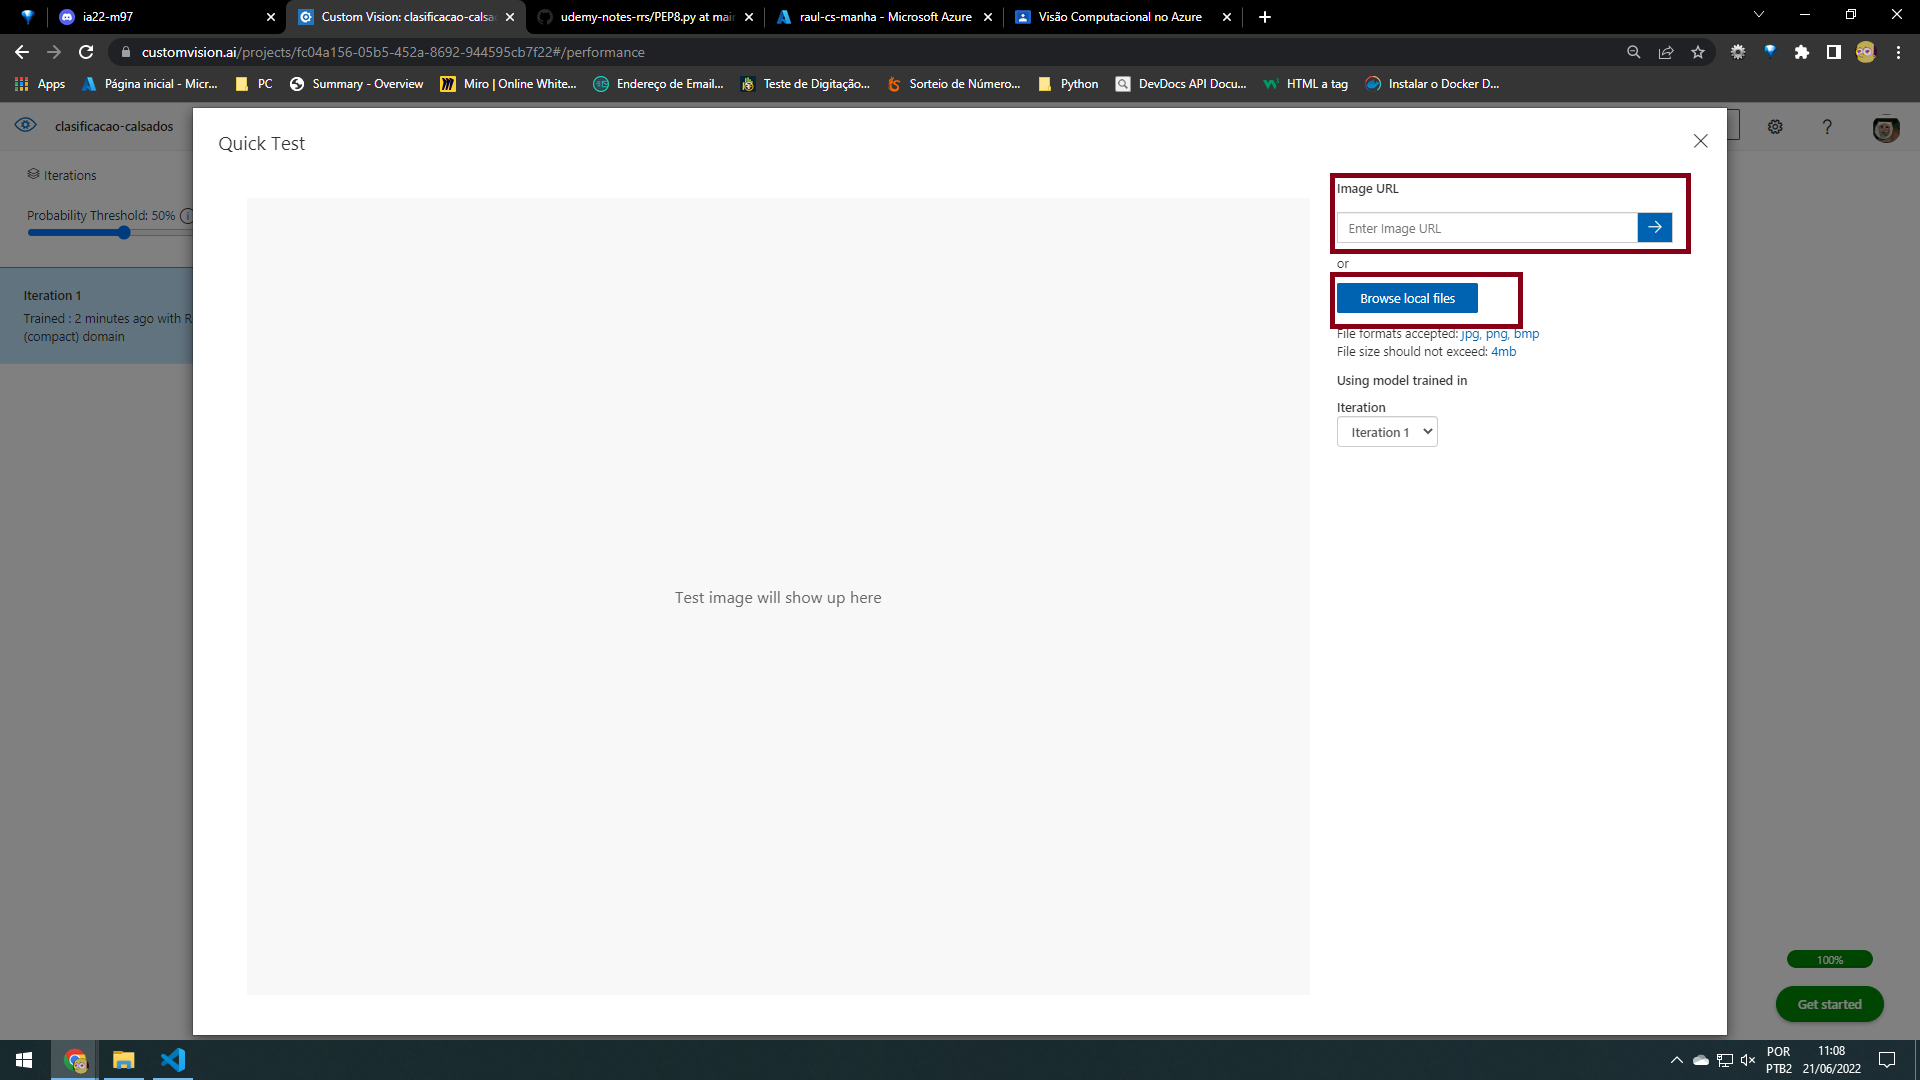 ia22-m97
Custom Vision: clasificacao-calsa
udemy-notes-rrs/PEP8.py at mai
raul-cs-manha - Microsoft Azure
Visão Computacional no Azure
customvision.ai/projects/fc04a156-05b5-452a-8692-944595cb7f22#/performance
Apps
Página inicial - Micr...
PC
Summary - Overview
Miro | Online White...
Endereço de Email...
Teste de Digitação...
Sorteio de Número...
Python
DevDocs API Docu...
HTML a tag
Instalar o Docker D...
clasificacao-calsados
Iterations
Probability Threshold: 50%
Iteration 1
Trained : 2 minutes ago with R
(compact) domain
Quick Test
Test image will show up here
Image URL
Enter Image URL
or
Browse local files
File formats accepted: jpg, png, bmp
File size should not exceed: 4mb
Using model trained in
Iteration
Iteration 1
100%
Get started
POR
PTB2
11:08
21/06/2022